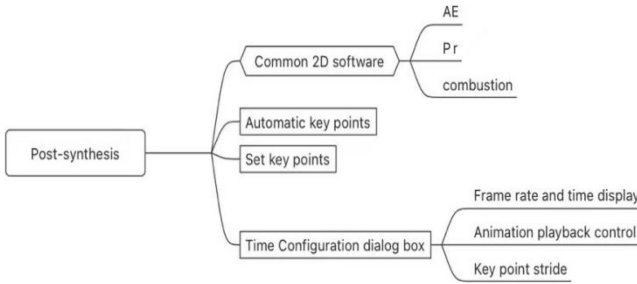 Post-synthesis
Common 2D software
AE
Pr
combustion
Automatic key points
Set key points
Time Configuration dialog box
Frame rate and time display
Animation playback control
Key point stride